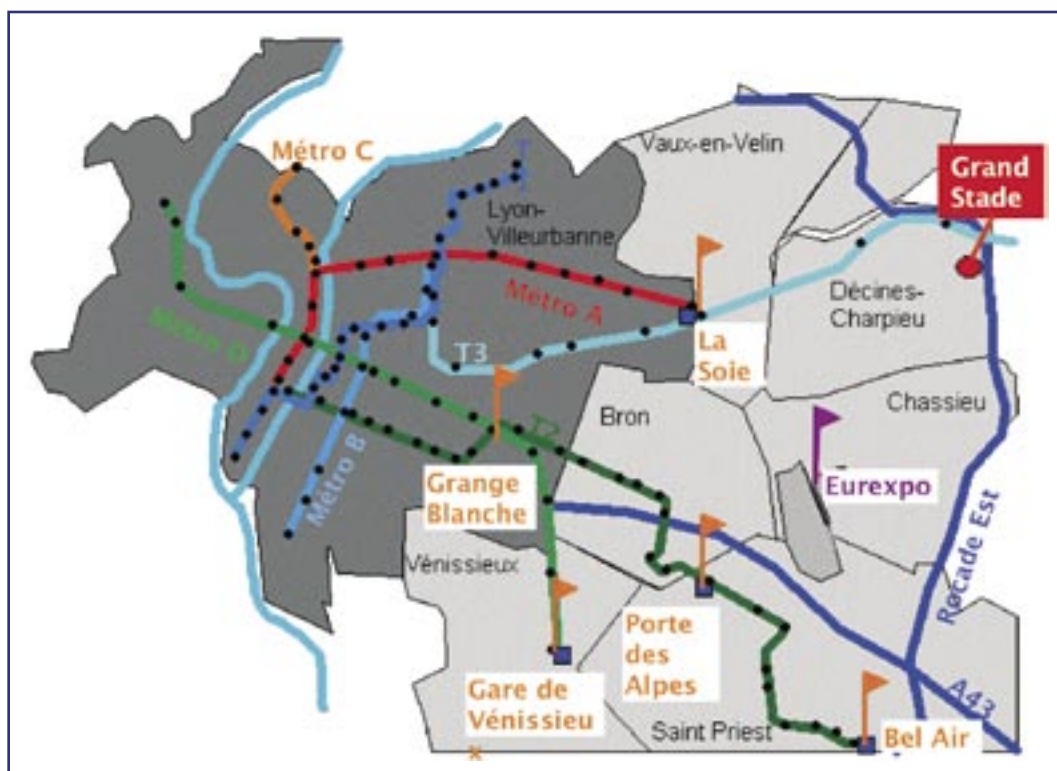 Métro C
T1
Lyon-
Villeurbanne
Vaux-en-Velin
Grand
Stade
Métro A
Métro D
T3
La
Soie
Décines-
Charpieu
Bron
Chassieu
T2
Métro B
Grange
Blanche
Eurexpo
Rocade Est
Vénissieux
Porte
des
Alpes
Gare de
Vénissieu
Saint Priest
Bel Air
A43
x